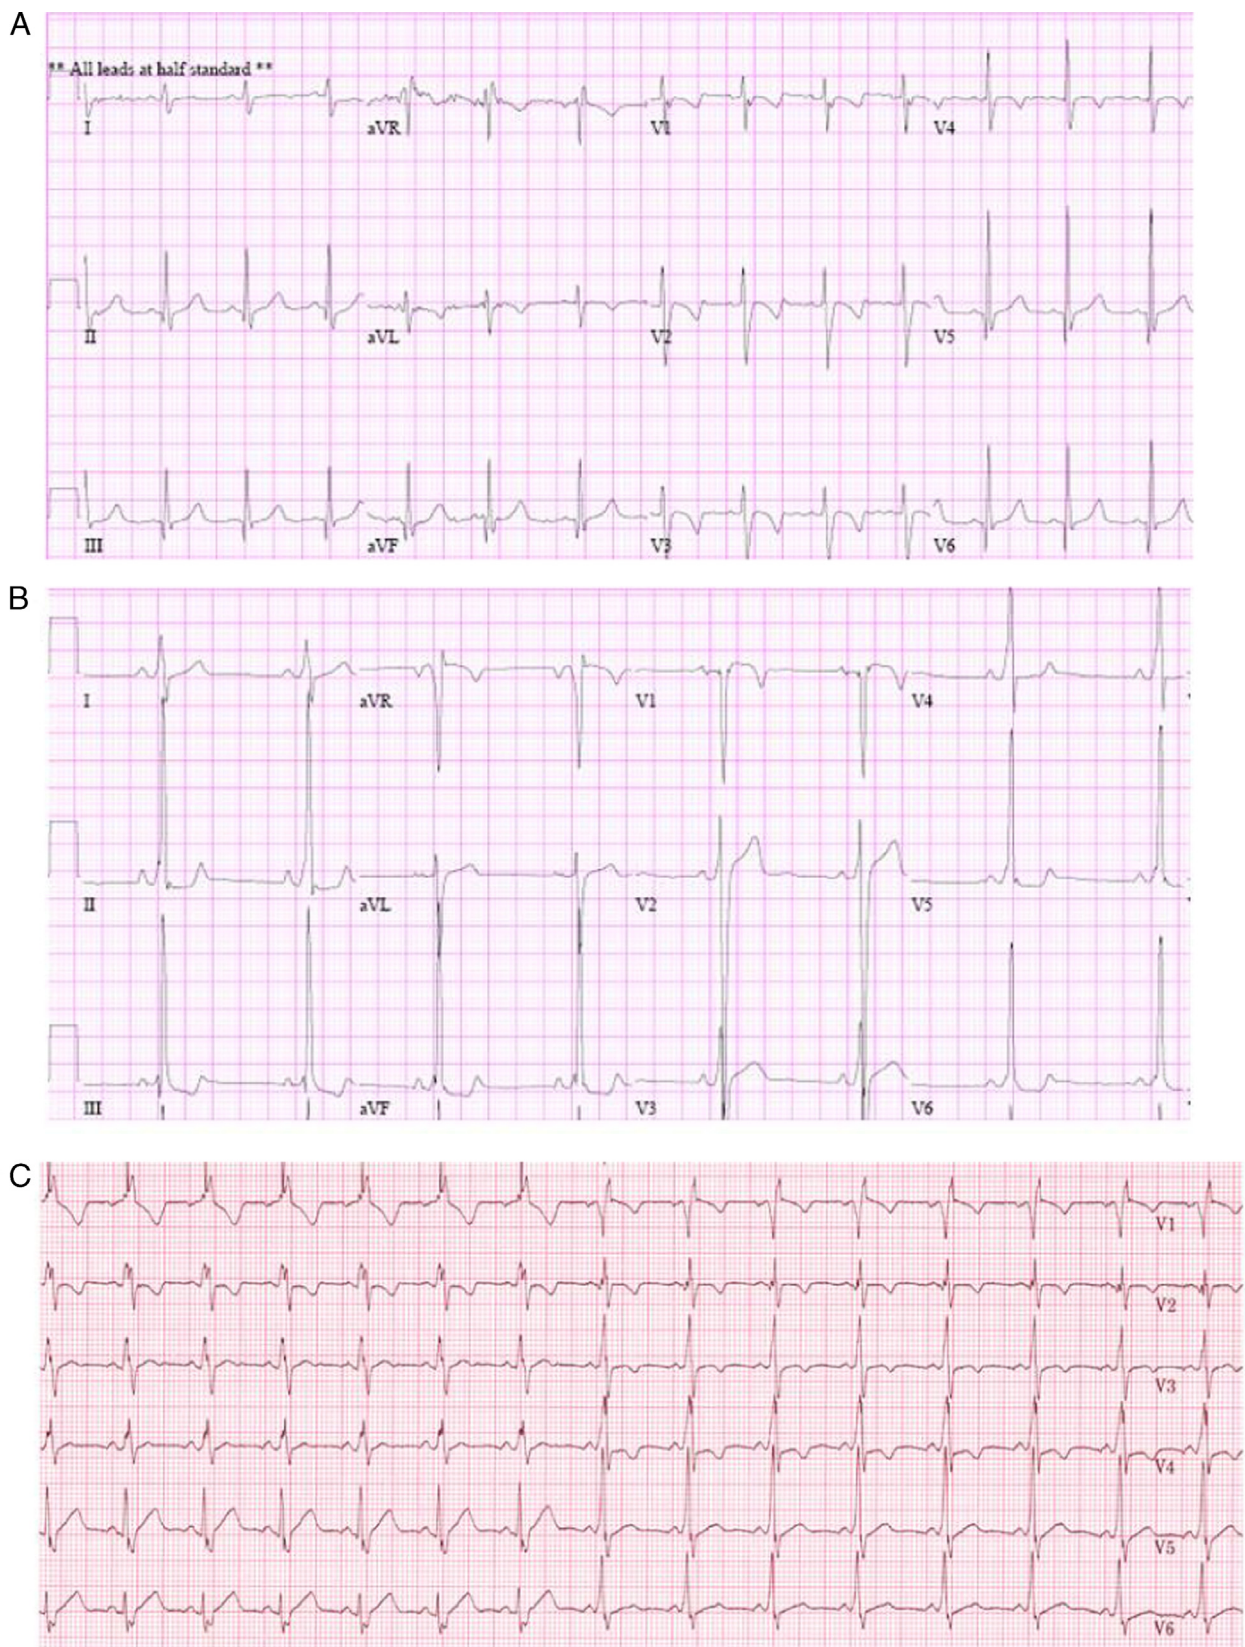 A
** All leads at half standard **
I aVR V1 V4
II aVL V2 V5
III aVF V3 V6
B
I aVR V1 V4
II aVL V2 V5
III aVF V3 V6
C
V1
V2
V3
V4
V5
V6